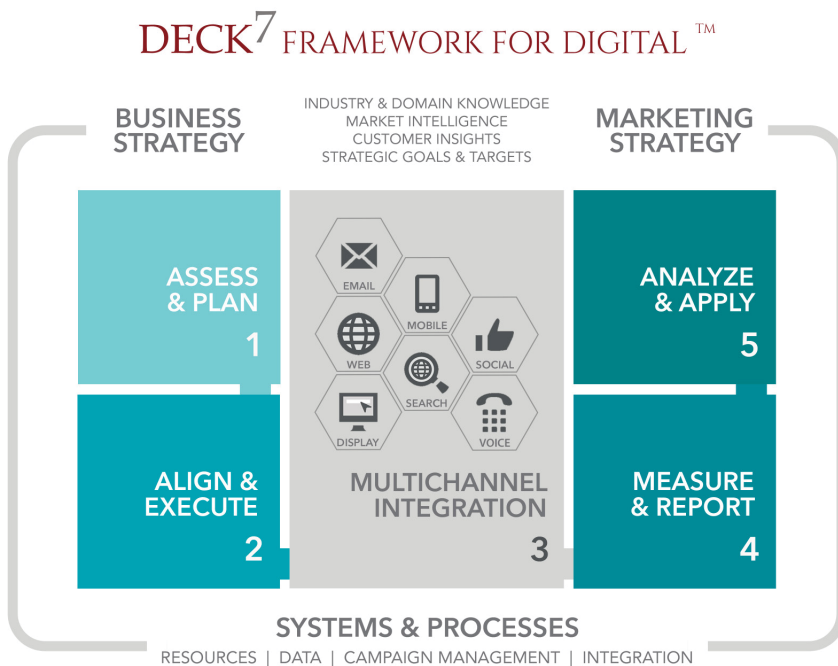 DECK7 FRAMEWORK FOR DIGITAL ™
BUSINESS
STRATEGY
INDUSTRY & DOMAIN KNOWLEDGE
MARKET INTELLIGENCE
CUSTOMER INSIGHTS
STRATEGIC GOALS & TARGETS
MARKETING
STRATEGY
ASSESS
& PLAN
1
ALIGN &
EXECUTE
2
EMAIL
MOBILE
WEB
SOCIAL
SEARCH
DISPLAY
VOICE
MULTICHANNEL
INTEGRATION
3
MEASURE
& REPORT
4
ANALYZE
& APPLY
5
SYSTEMS & PROCESSES
RESOURCES | DATA | CAMPAIGN MANAGEMENT | INTEGRATION